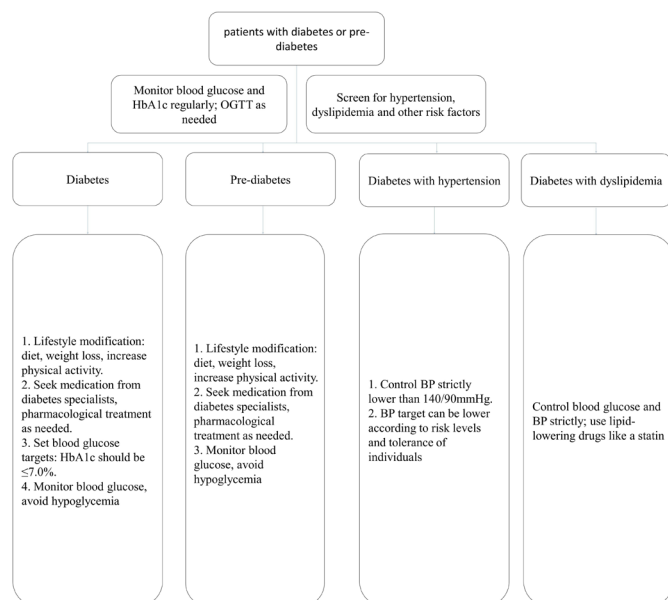 patients with diabetes or pre-
diabetes
Monitor blood glucose and
HbA1c regularly; OGTT as
needed
Screen for hypertension,
dyslipidemia and other risk
factors
Diabetes
Pre-diabetes
Diabetes with hypertension
Diabetes with dyslipidemia
1. Lifestyle modification:
diet, weight loss, increase
physical activity.
2. Seek medication from
diabetes specialists,
pharmacological treatment
as needed.
3. Set blood glucose
targets: HbA1c should be
≤7.0%.
4. Monitor blood glucose,
avoid hypoglycemia
1. Lifestyle modification:
diet, weight loss,
increase physical activity.
2. Seek medication from
diabetes specialists,
pharmacological
treatment as needed.
3. Monitor blood
glucose, avoid
hypoglycemia
1. Control BP strictly
lower than 140/90mmHg.
2. BP target can be lower
according to risk levels
and tolerance of
individuals
Control blood glucose and
BP strictly; use lipid-
lowering drugs like a statin